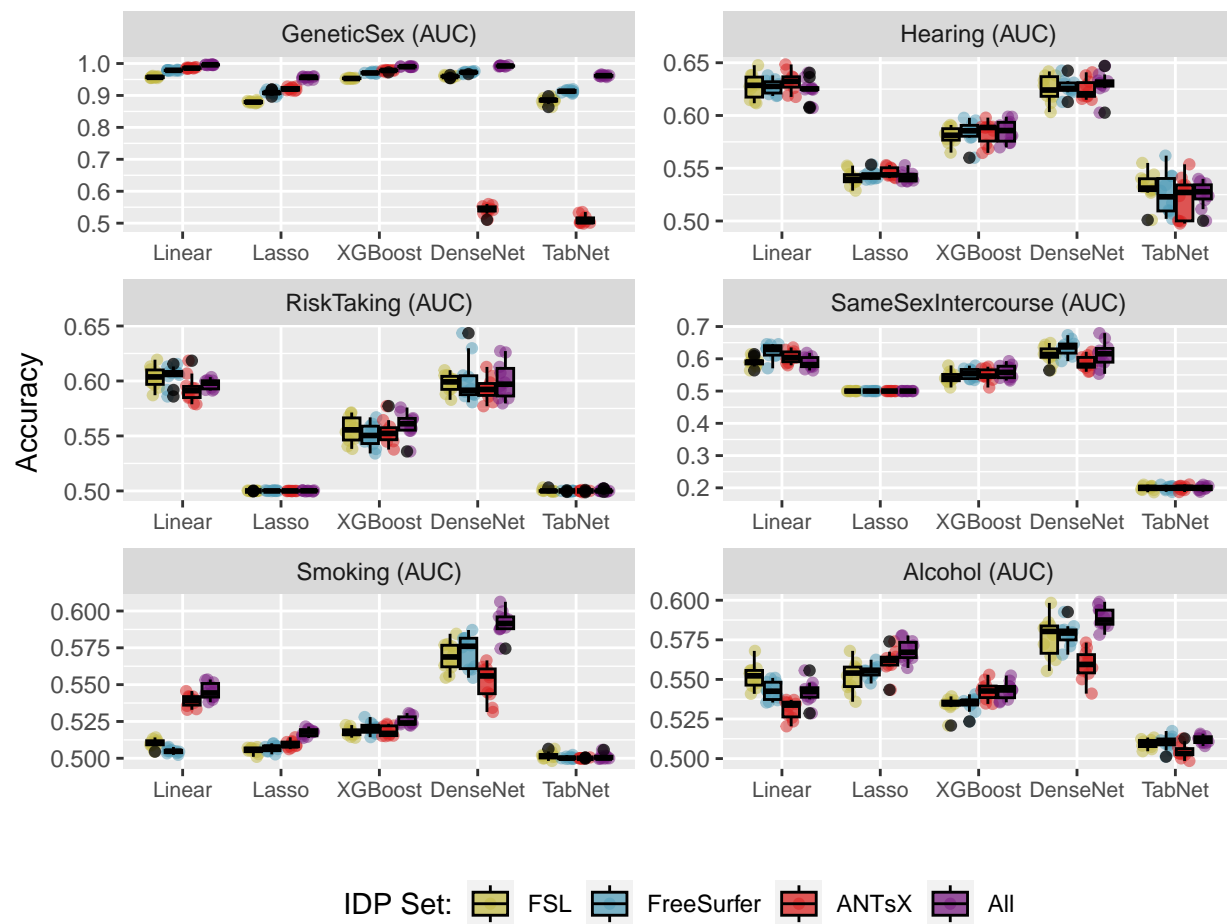 GeneticSex (AUC)
Hearing (AUC)
1.0
0.9
0.8
0.7
0.6
0.5
0.65
0.60
0.55
0.50
Linear Lasso XGBoost DenseNet TabNet
Linear Lasso XGBoost DenseNet TabNet
RiskTaking (AUC)
SameSexIntercourse (AUC)
0.65
0.60
0.55
0.50
0.7
0.6
0.5
0.4
0.3
0.2
Accuracy
Linear Lasso XGBoost DenseNet TabNet
Linear Lasso XGBoost DenseNet TabNet
Smoking (AUC)
Alcohol (AUC)
0.600
0.575
0.550
0.525
0.500
0.600
0.575
0.550
0.525
0.500
Linear Lasso XGBoost DenseNet TabNet
Linear Lasso XGBoost DenseNet TabNet
IDP Set: FSL FreeSurfer ANTsX All